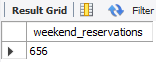 Result Grid Filter
weekend_reservations
656